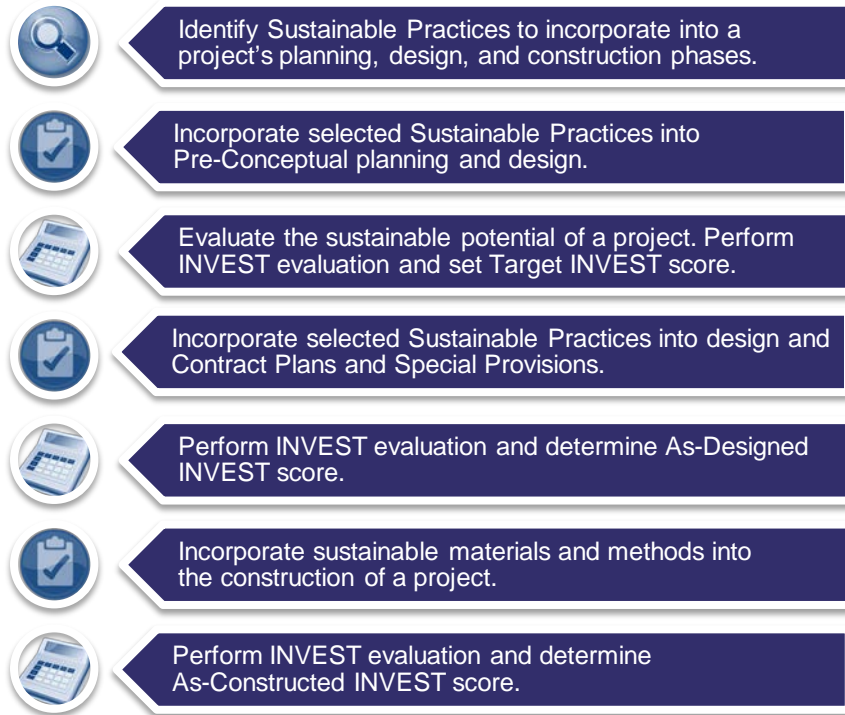 Identify Sustainable Practices to incorporate into a
project's planning, design, and construction phases.
Incorporate selected Sustainable Practices into
Pre-Conceptual planning and design.
Evaluate the sustainable potential of a project. Perform
INVEST evaluation and set Target INVEST score.
Incorporate selected Sustainable Practices into design and
Contract Plans and Special Provisions.
Perform INVEST evaluation and determine As-Designed
INVEST score.
Incorporate sustainable materials and methods into
the construction of a project.
Perform INVEST evaluation and determine
As-Constructed INVEST score.